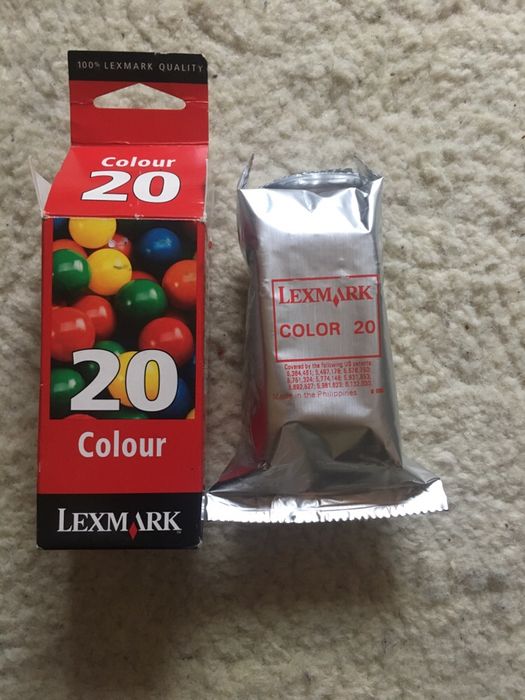 100% LEXMARK QUALITY
Colour
20
20
Colour
LEXMARK
LEXMARK
COLOR 20
Covered by the following US patents
Made in the Philippines